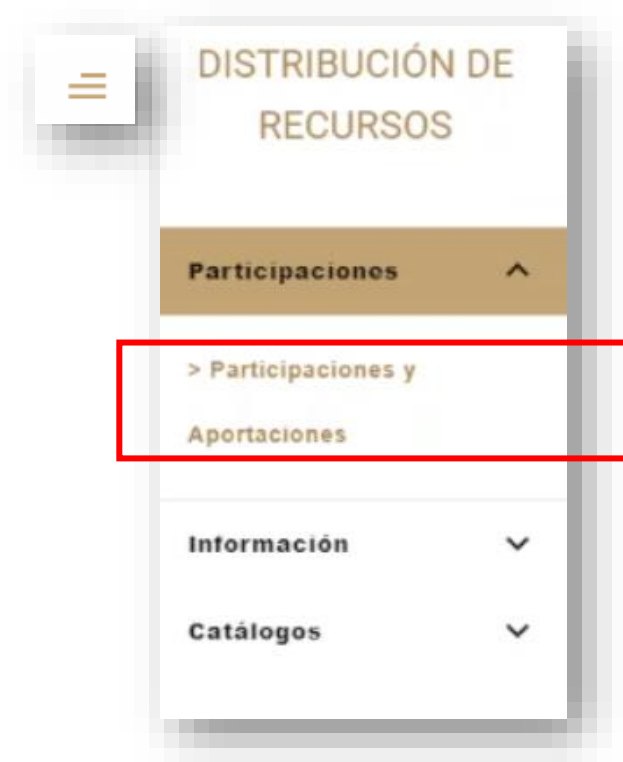 DISTRIBUCIÓN DE
RECURSOS
Participaciones
> Participaciones y
Aportaciones
Información
Catálogos